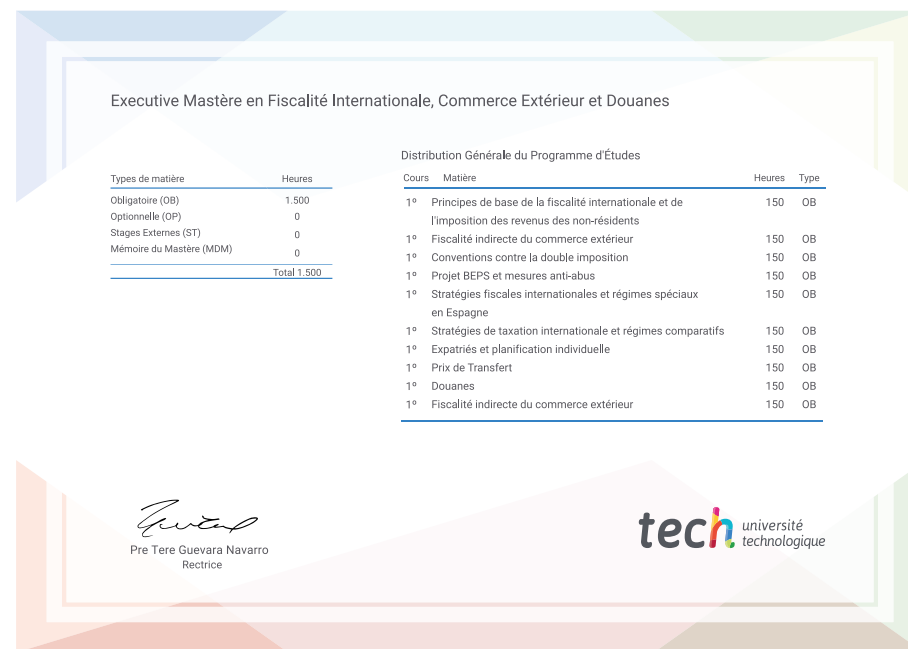 Executive Mastère en Fiscalité Internationale, Commerce Extérieur et Douanes
Types de matière Heures
Obligatoire (OB) 1.500
Optionnelle (OP) 0
Stages Externes (ST) 0
Mémoire du Mastère (MDM) 0
Total 1.500
Distribution Générale du Programme d'Études
Cours Matière Heures Type
1º Principes de base de la fiscalité internationale et de 150 OB
l'imposition des revenus des non-résidents
1º Fiscalité indirecte du commerce extérieur 150 OB
1º Conventions contre la double imposition 150 OB
1º Projet BEPS et mesures anti-abus 150 OB
1º Stratégies fiscales internationales et régimes spéciaux 150 OB
en Espagne
1º Stratégies de taxation internationale et régimes comparatifs 150 OB
1º Expatriés et planification individuelle 150 OB
1º Prix de Transfert 150 OB
1º Douanes 150 OB
1º Fiscalité indirecte du commerce extérieur 150 OB
Pre Tere Guevara Navarro
Rectrice
tech université
technologique